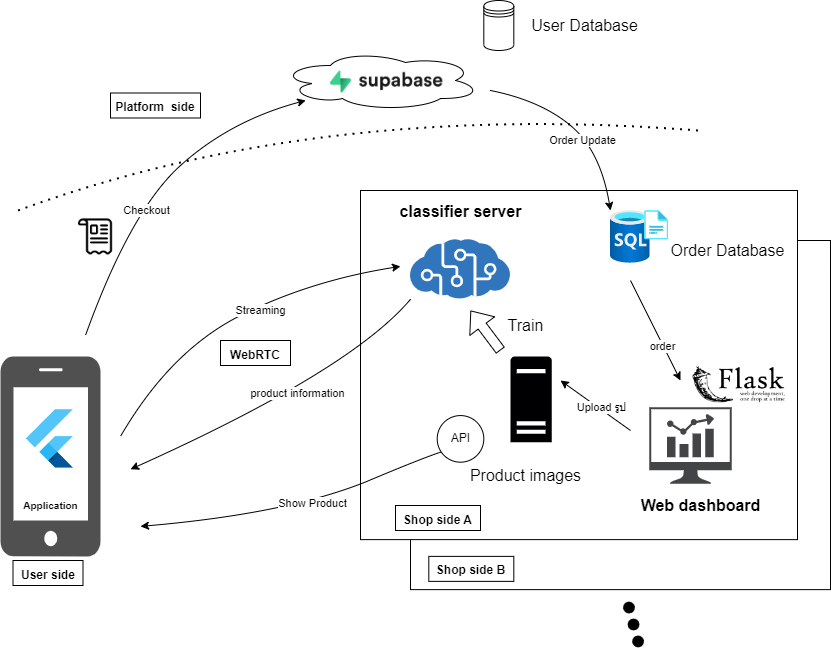 User Database
supabase
Platform side
Order Update
Checkout
classifier server
SQL
Order Database
Streaming
Train
WebRTC
order
Flask
web development,
one drop at a time
product information
Upload รูป
API
Product images
Application
Show Product
Web dashboard
Shop side A
User side
Shop side B